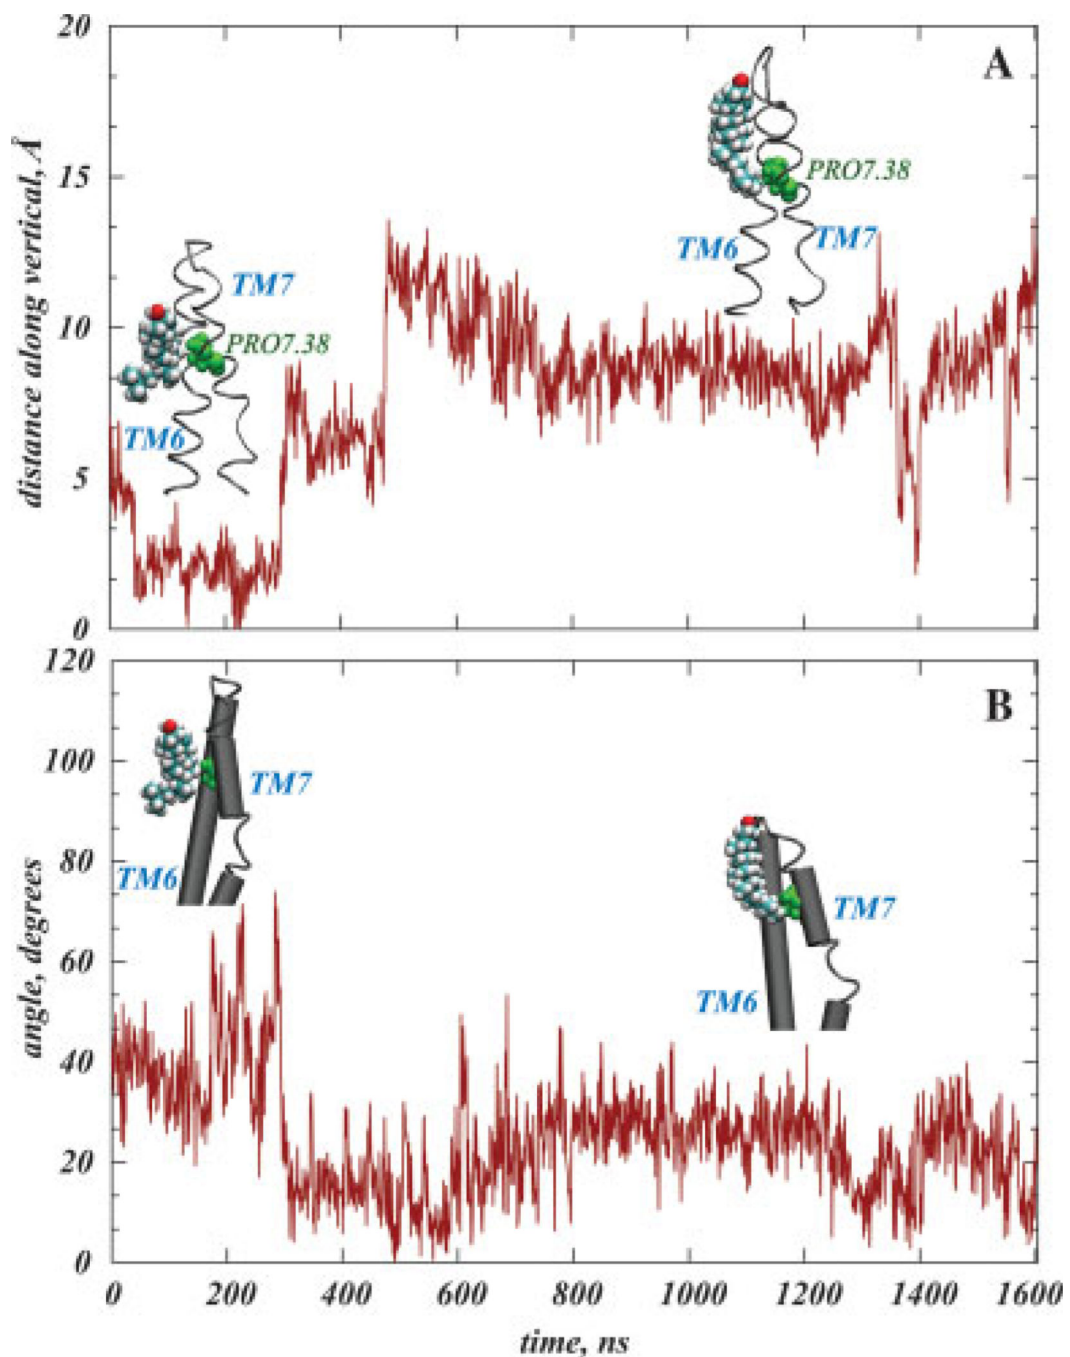 20
A
15
10
5
0
distance along vertical, Å
TM7
PRO7.38
TM6
PRO7.38
TM6
TM7
120
B
100
80
60
40
20
0
angle, degrees
TM7
TM6
TM7
TM6
0 200 400 600 800 1000 1200 1400 1600
time, ns